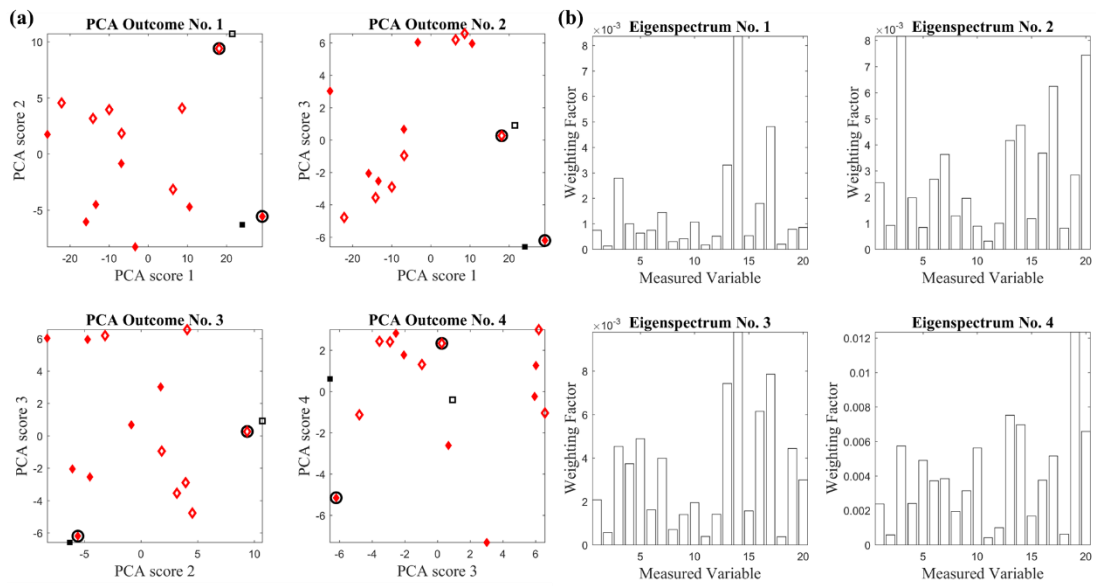 (a)
PCA Outcome No. 1
10
5
0
-5
-20 -10 0 10 20
PCA score 2
PCA score 1
PCA Outcome No. 2
6
4
2
0
-2
-4
-6
-20 -10 0 10 20
PCA score 3
PCA score 1
(b)
×10⁻³ Eigenspectrum No. 1
8
7
6
5
4
3
2
1
0
5 10 15 20
Weighting Factor
Measured Variable
×10⁻³ Eigenspectrum No. 2
8
7
6
5
4
3
2
1
0
5 10 15 20
Weighting Factor
Measured Variable
PCA Outcome No. 3
6
4
2
0
-2
-4
-6
-5 0 5 10
PCA score 3
PCA score 2
PCA Outcome No. 4
2
0
-2
-4
-6
-6 -4 -2 0 2 4 6
PCA score 4
PCA score 3
×10⁻³ Eigenspectrum No. 3
8
6
4
2
0
5 10 15 20
Weighting Factor
Measured Variable
Eigenspectrum No. 4
0.012
0.01
0.008
0.006
0.004
0.002
0
5 10 15 20
Weighting Factor
Measured Variable